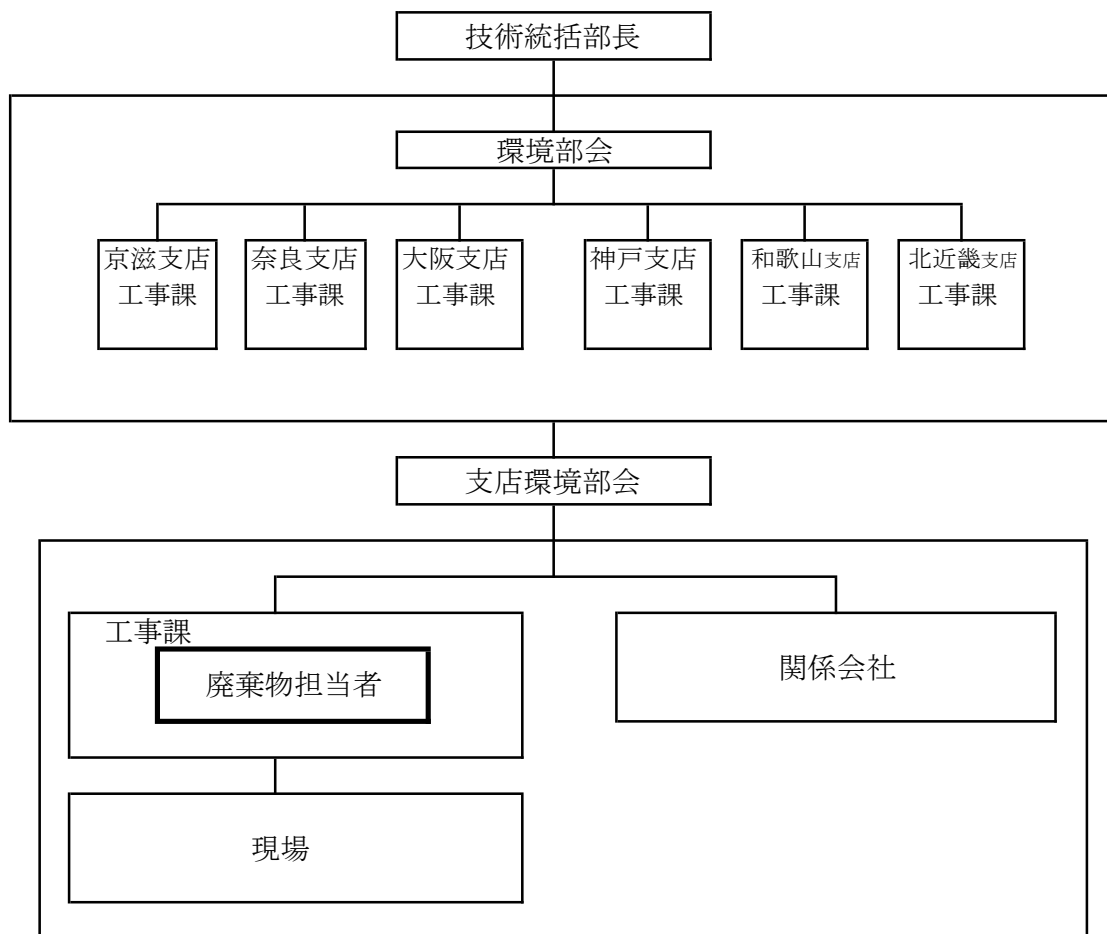 技術統括部長
環境部会
京滋支店
工事課
奈良支店
工事課
大阪支店
工事課
神戸支店
工事課
和歌山支店
工事課
北近畿支店
工事課
支店環境部会
工事課
廃棄物担当者
関係会社
現場